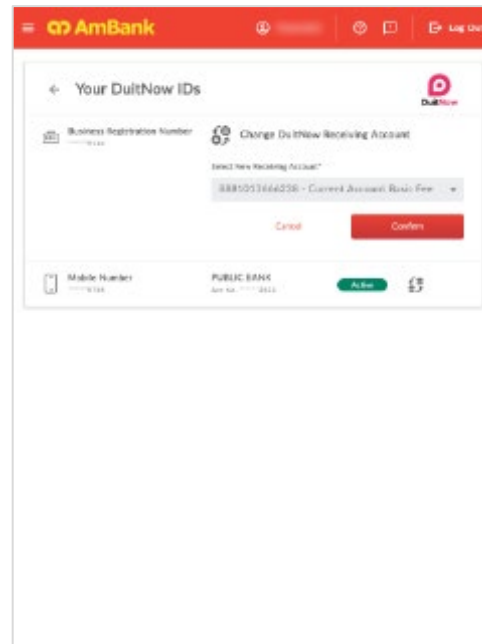 AmBank
Log Out
Your DuitNow IDs
DuitNow
Business Registration Number
Change DuitNow Receiving Account
Select New Receiving Account*
Current Account Basic Fee
Cancel
Confirm
Mobile Number
PUBLIC BANK
Active